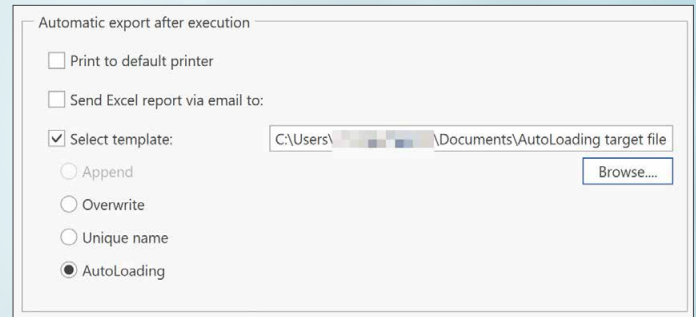 Automatic export after execution
Print to default printer
Send Excel report via email to:
Select template: C:\Users\ \Documents\AutoLoading target file
Append
Browse....
Overwrite
Unique name
AutoLoading